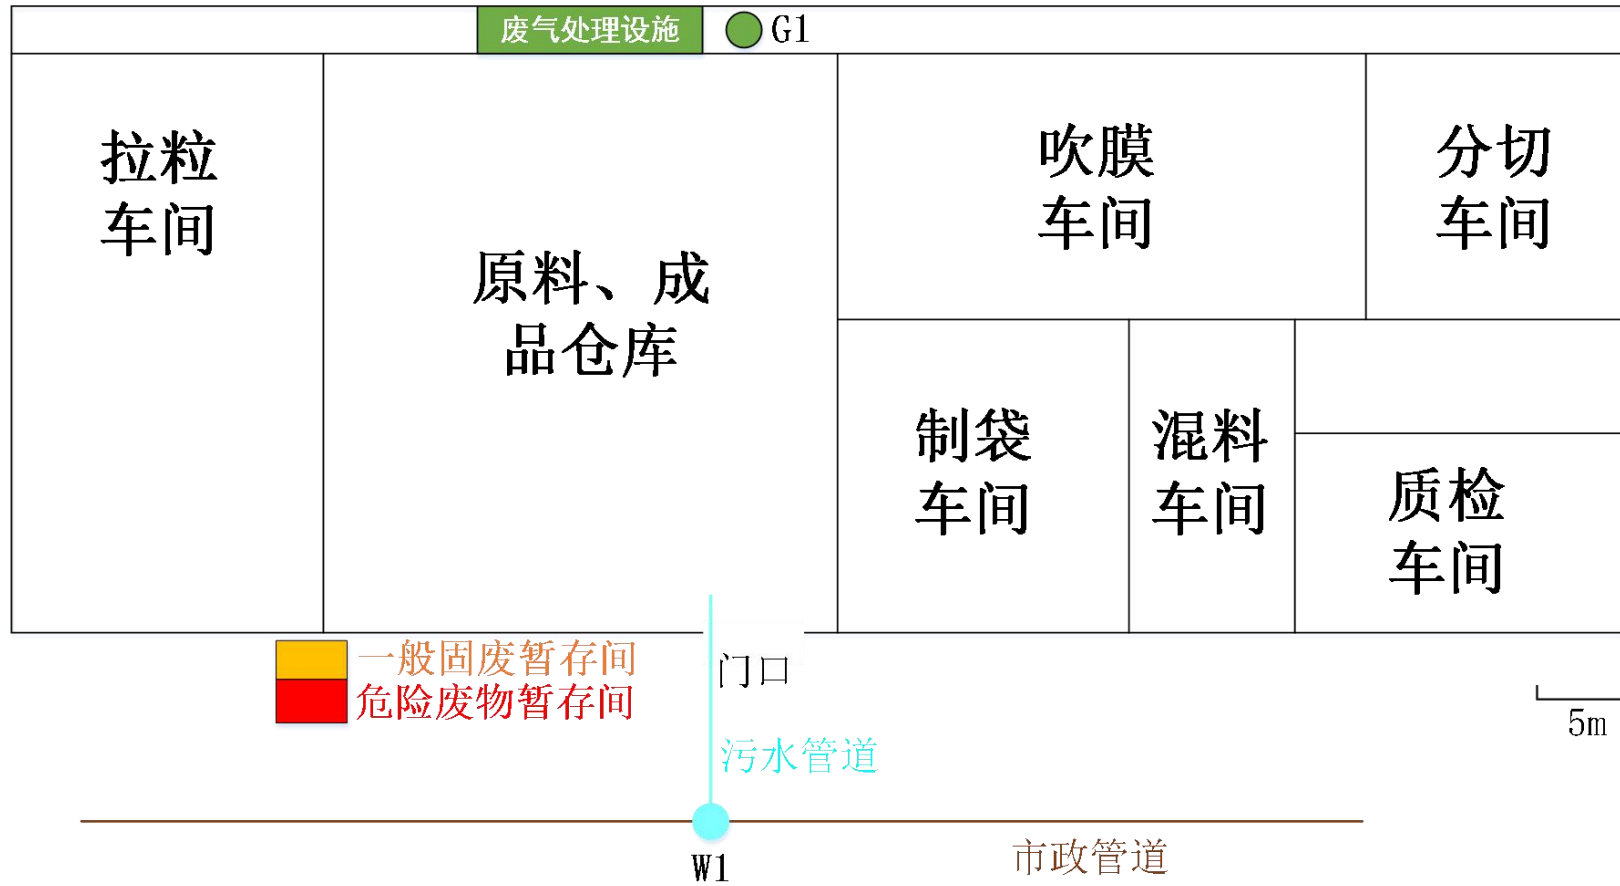 废气处理设施
G1
拉粒
车间
原料、成
品仓库
吹膜
车间
分切
车间
制袋
车间
混料
车间
质检
车间
一般固废暂存间
危险废物暂存间
门口
5m
污水管道
市政管道
W1